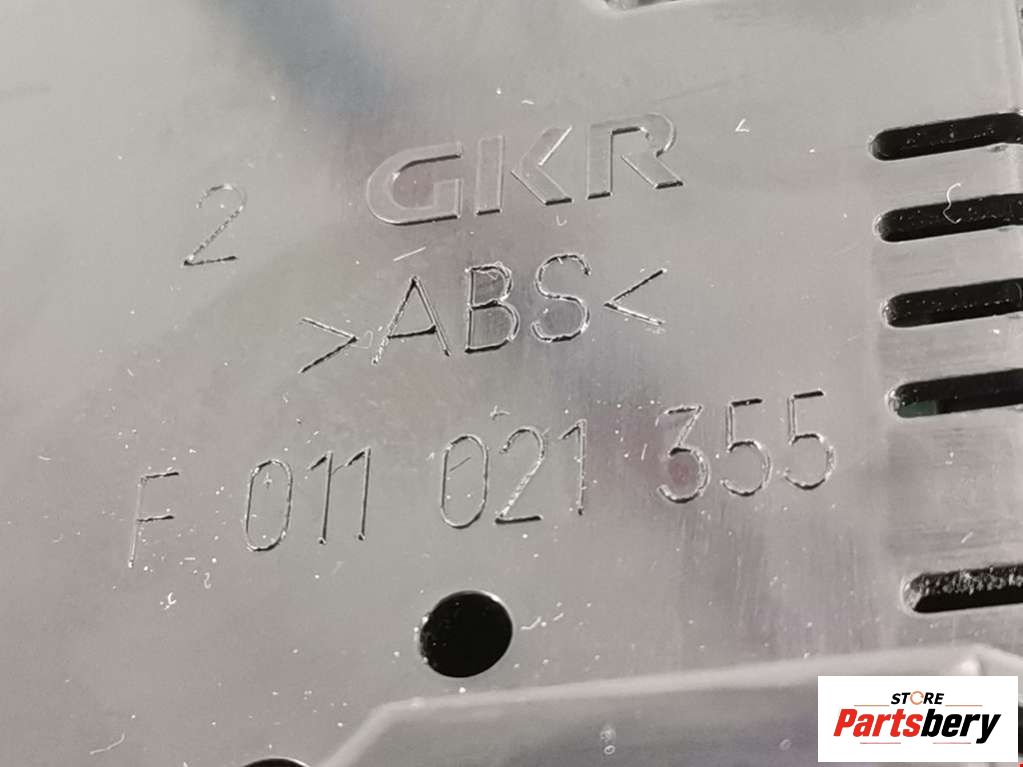 2 GKR
>ABS<
F 011 021 355
STORE
Partsbery